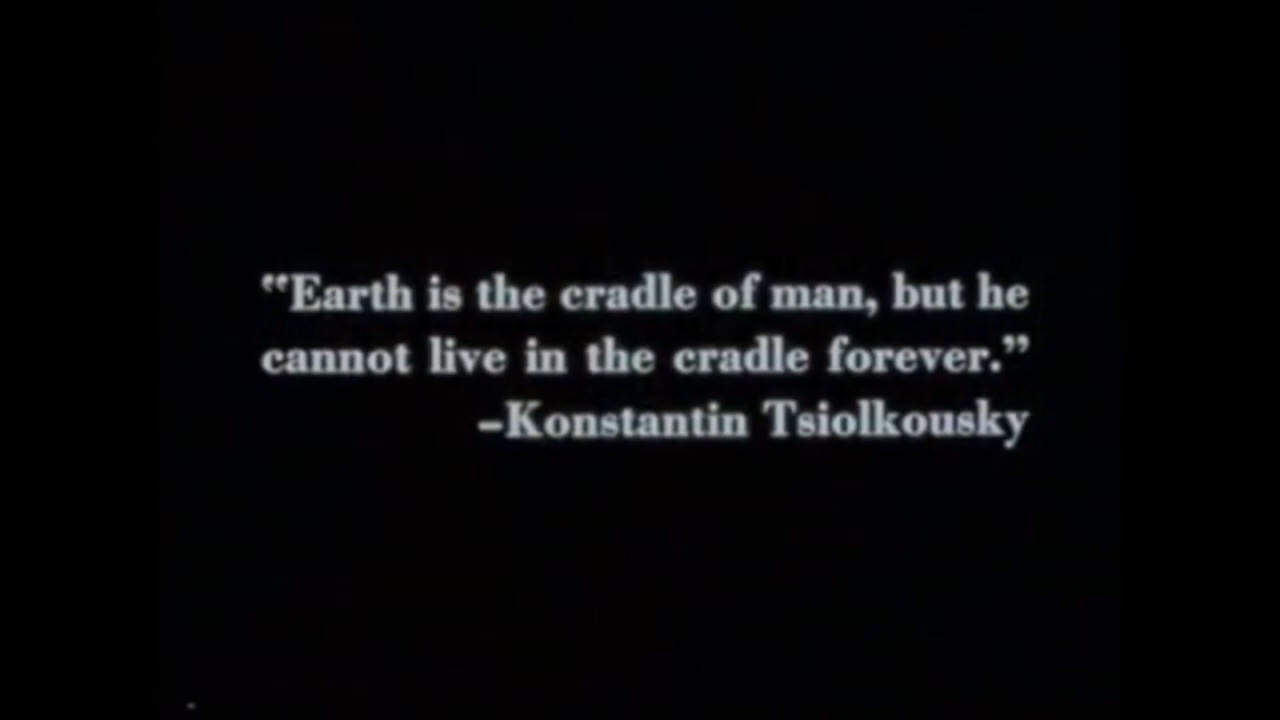 “Earth is the cradle of man, but he
cannot live in the cradle forever.”
–Konstantin Tsiolkousky